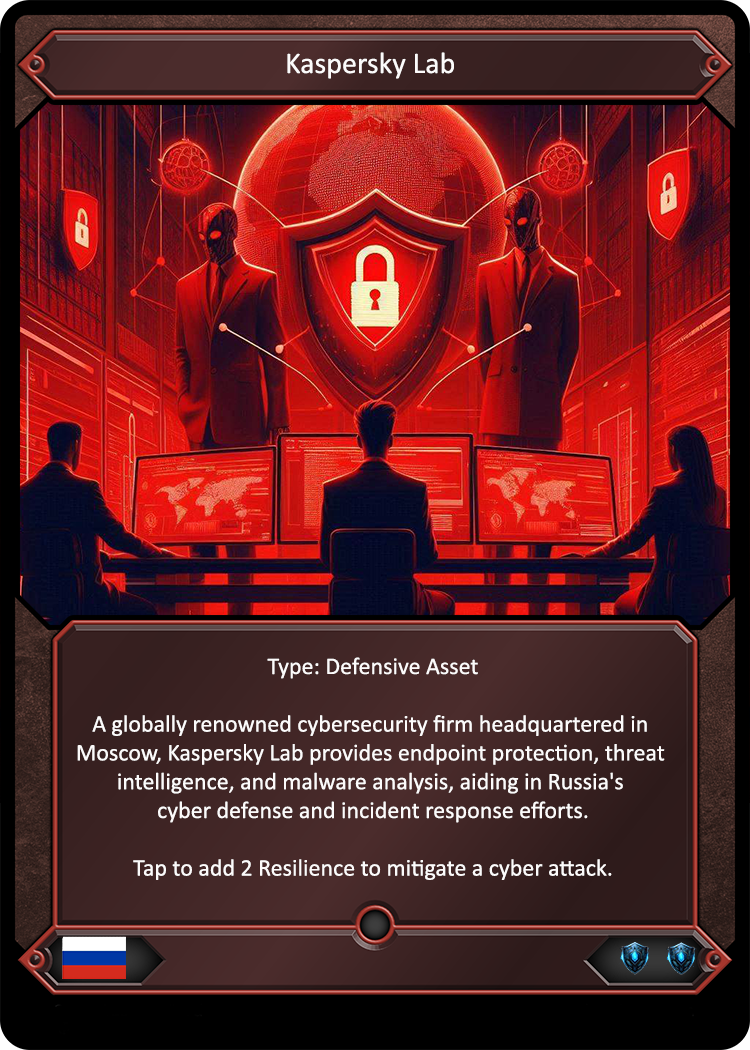 Kaspersky Lab
Type: Defensive Asset
A globally renowned cybersecurity firm headquartered in
Moscow, Kaspersky Lab provides endpoint protection, threat
intelligence, and malware analysis, aiding in Russia's
cyber defense and incident response efforts.
Tap to add 2 Resilience to mitigate a cyber attack.